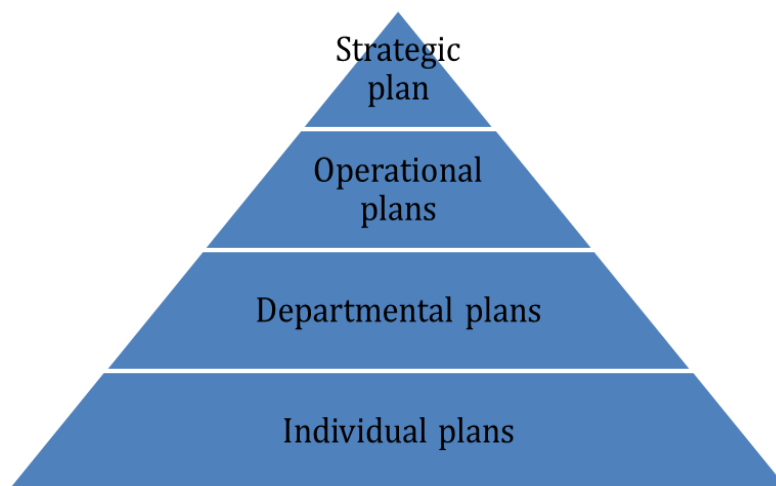 Strategic
plan
Operational
plans
Departmental plans
Individual plans